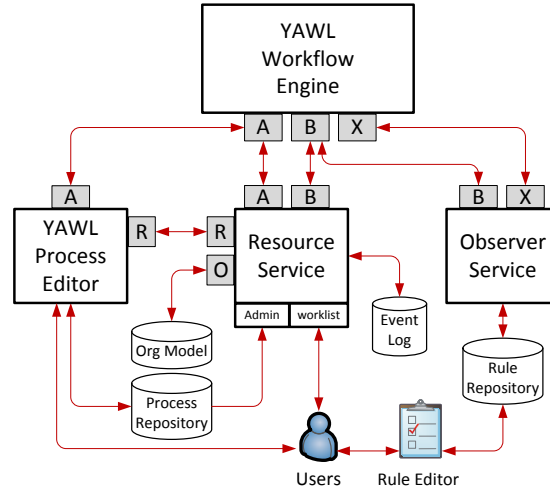 YAWL
Workflow
Engine
A B X
A
A B
B X
YAWL
Process
Editor
R
R
O
Resource
Service
Admin worklist
Observer
Service
Org Model
Event
Log
Process
Repository
Rule
Repository
Users
Rule Editor